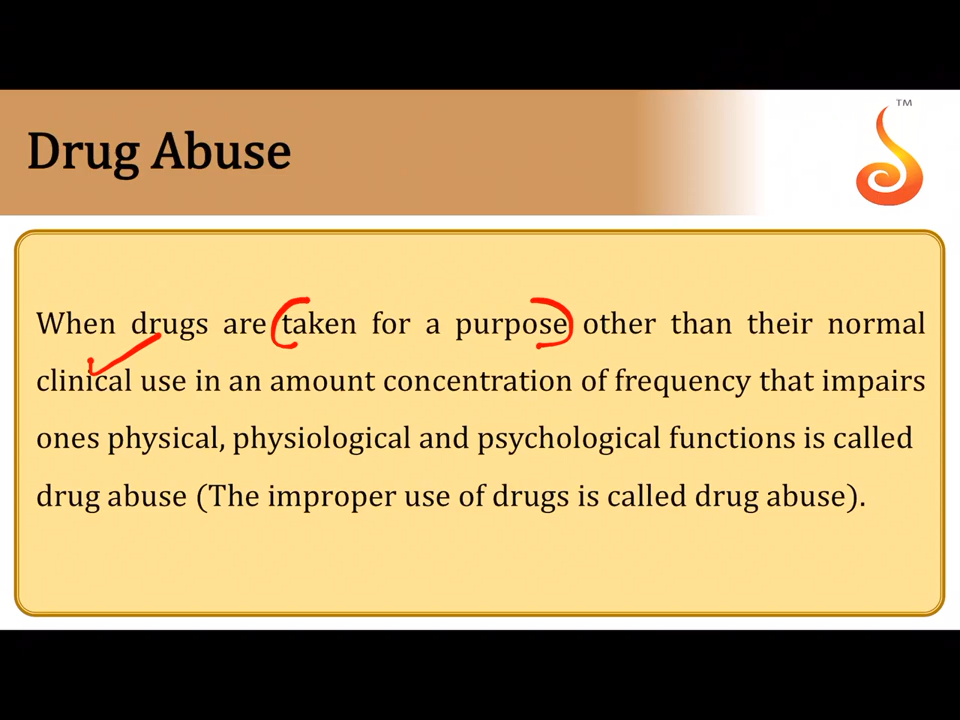 Drug Abuse
TM
When drugs are taken for a purpose other than their normal
clinical use in an amount concentration of frequency that impairs
ones physical, physiological and psychological functions is called
drug abuse (The improper use of drugs is called drug abuse).